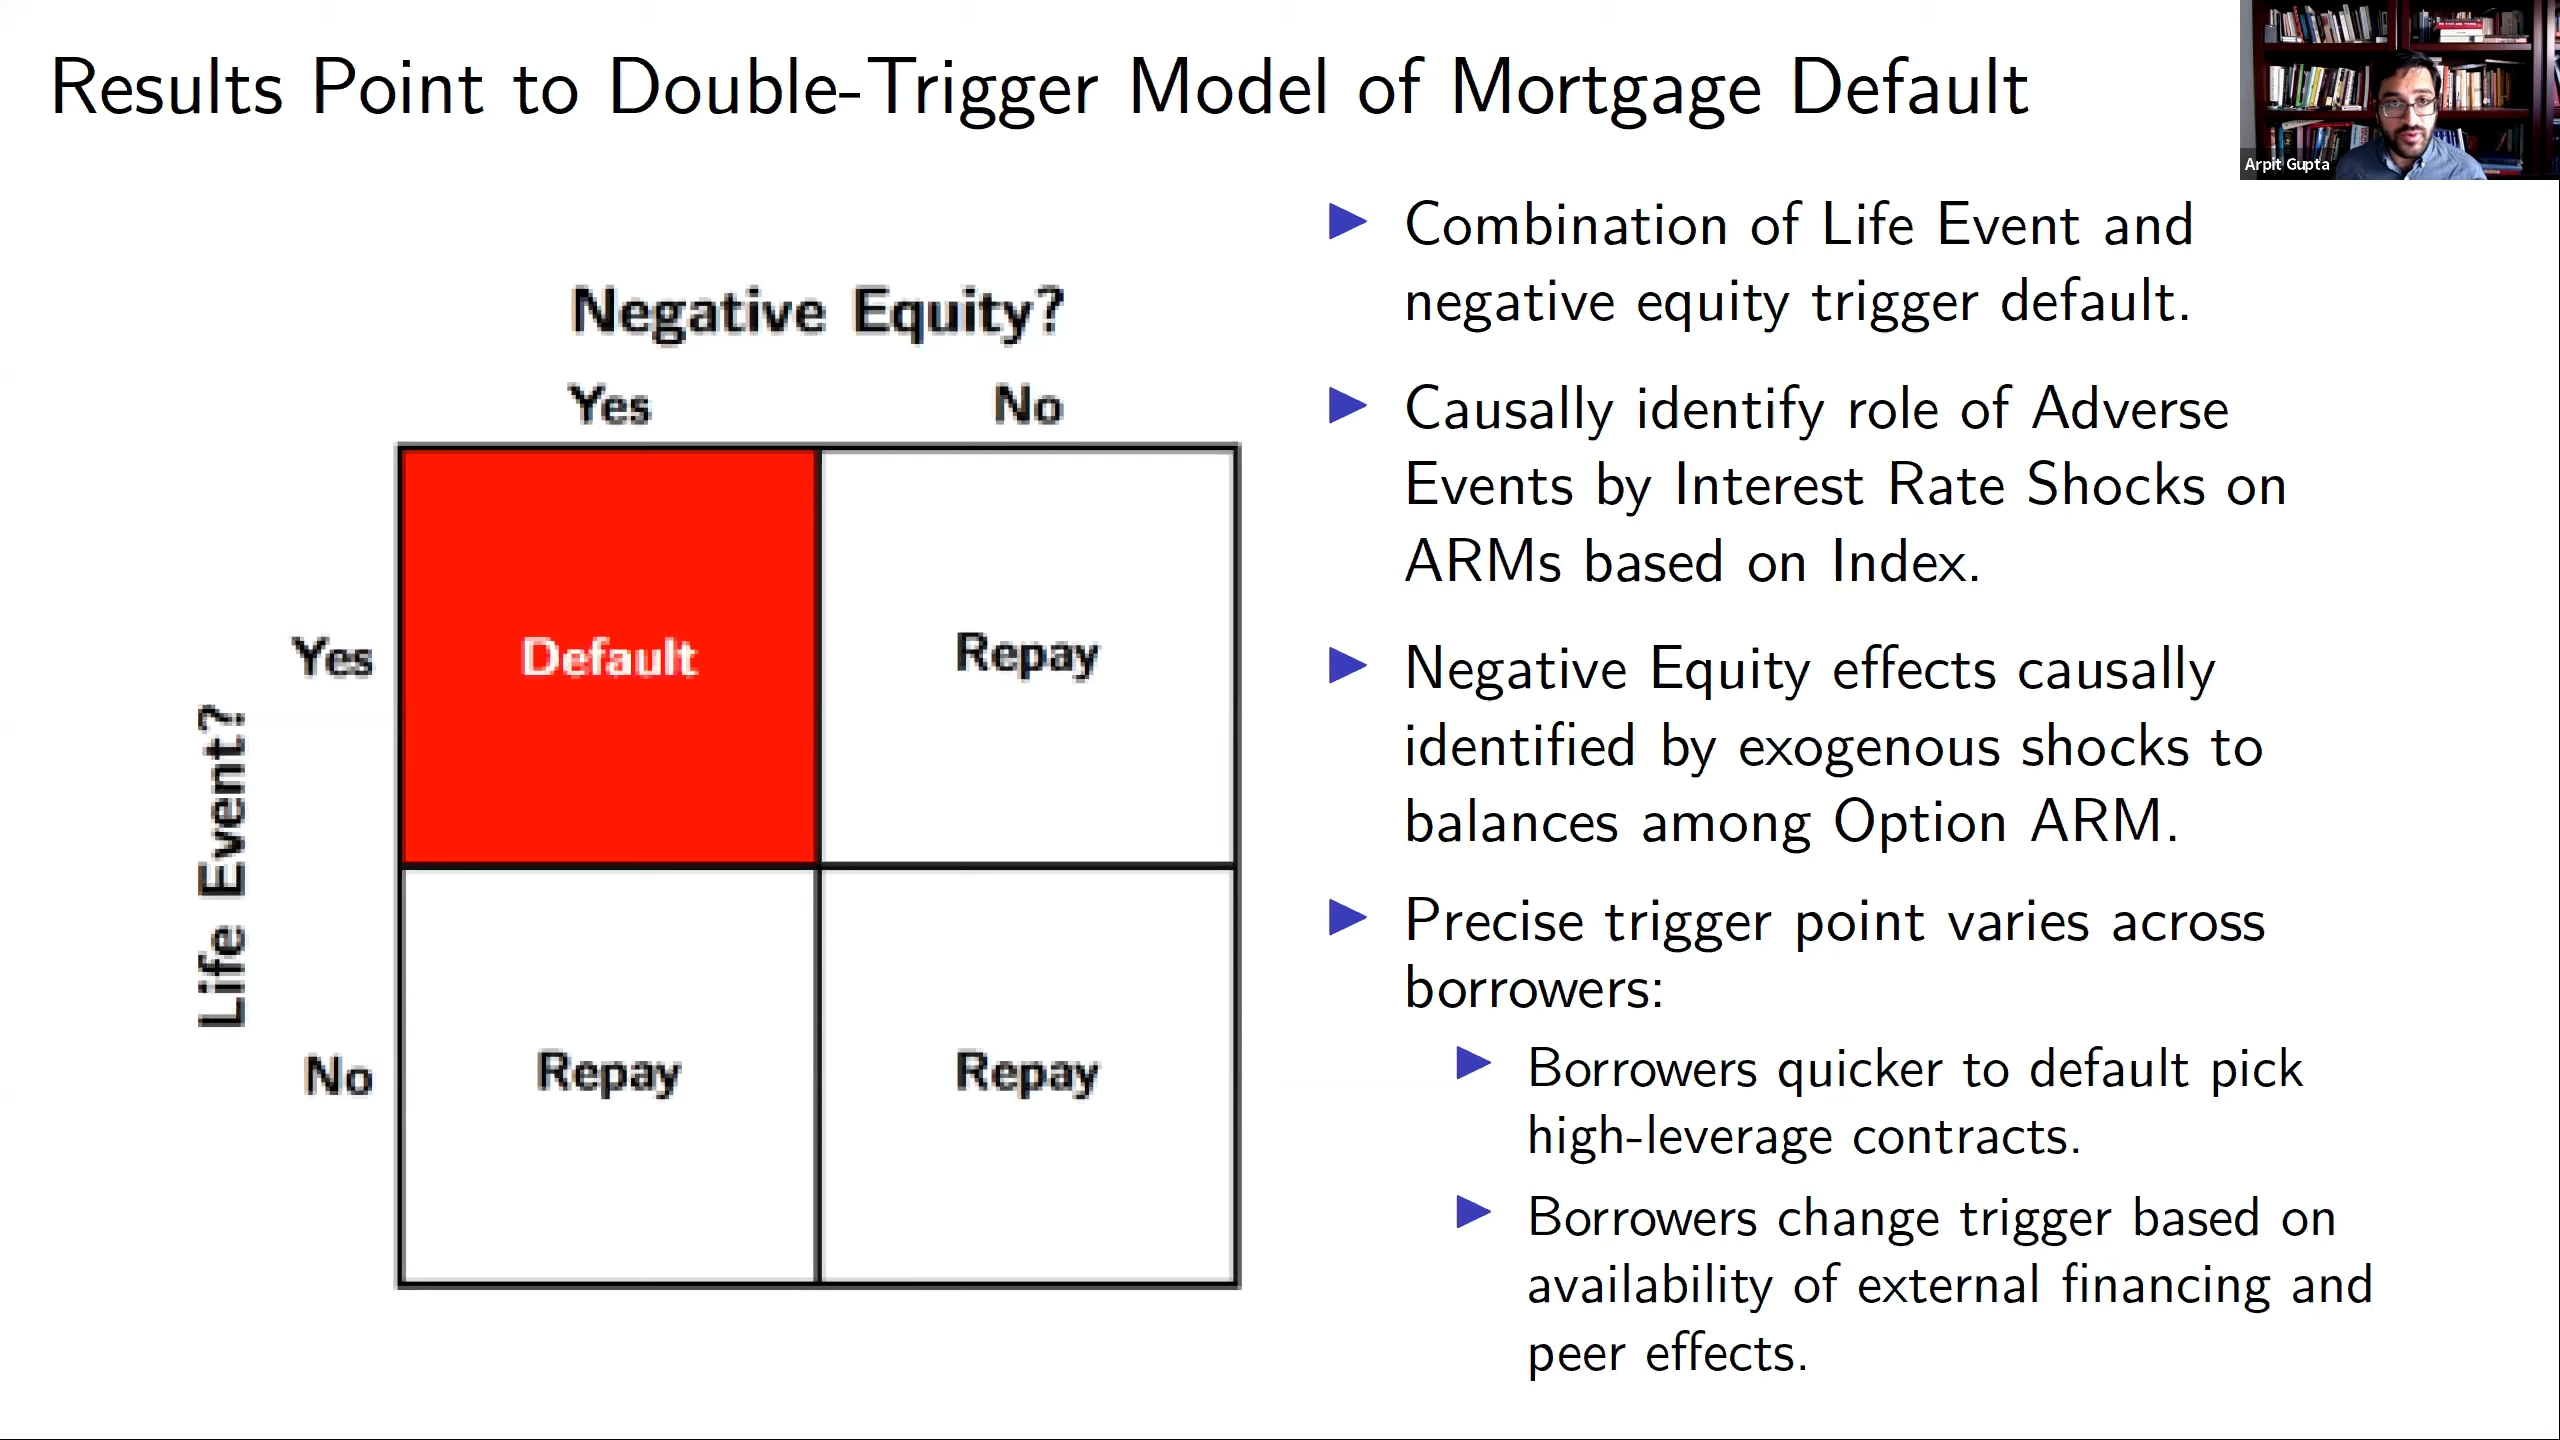 Results Point to Double-Trigger Model of Mortgage Default
Arpit Gupta
Negative Equity?
Yes
No
Life Event?
Yes
Default
Repay
No
Repay
Repay
Combination of Life Event and
negative equity trigger default.
Causally identify role of Adverse
Events by Interest Rate Shocks on
ARMs based on Index.
Negative Equity effects causally
identified by exogenous shocks to
balances among Option ARM.
Precise trigger point varies across
borrowers:
Borrowers quicker to default pick
high-leverage contracts.
Borrowers change trigger based on
availability of external financing and
peer effects.